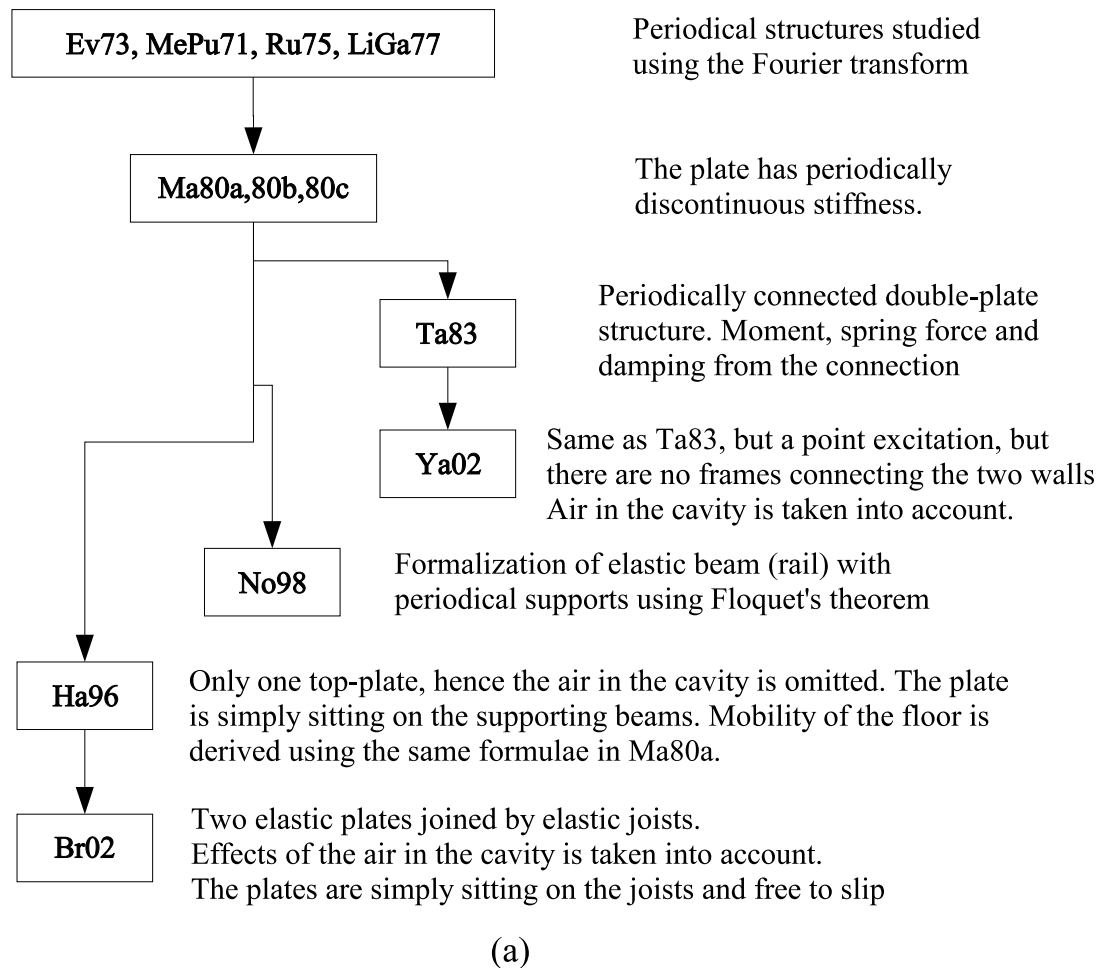 Ev73, MePu71, Ru75, LiGa77
Periodical structures studied
using the Fourier transform
Ma80a,80b,80c
The plate has periodically
discontinuous stiffness.
Ta83
Periodically connected double-plate
structure. Moment, spring force and
damping from the connection
Ya02
Same as Ta83, but a point excitation, but
there are no frames connecting the two walls
Air in the cavity is taken into account.
No98
Formalization of elastic beam (rail) with
periodical supports using Floquet's theorem
Ha96
Only one top-plate, hence the air in the cavity is omitted. The plate
is simply sitting on the supporting beams. Mobility of the floor is
derived using the same formulae in Ma80a.
Br02
Two elastic plates joined by elastic joists.
Effects of the air in the cavity is taken into account.
The plates are simply sitting on the joists and free to slip
(a)